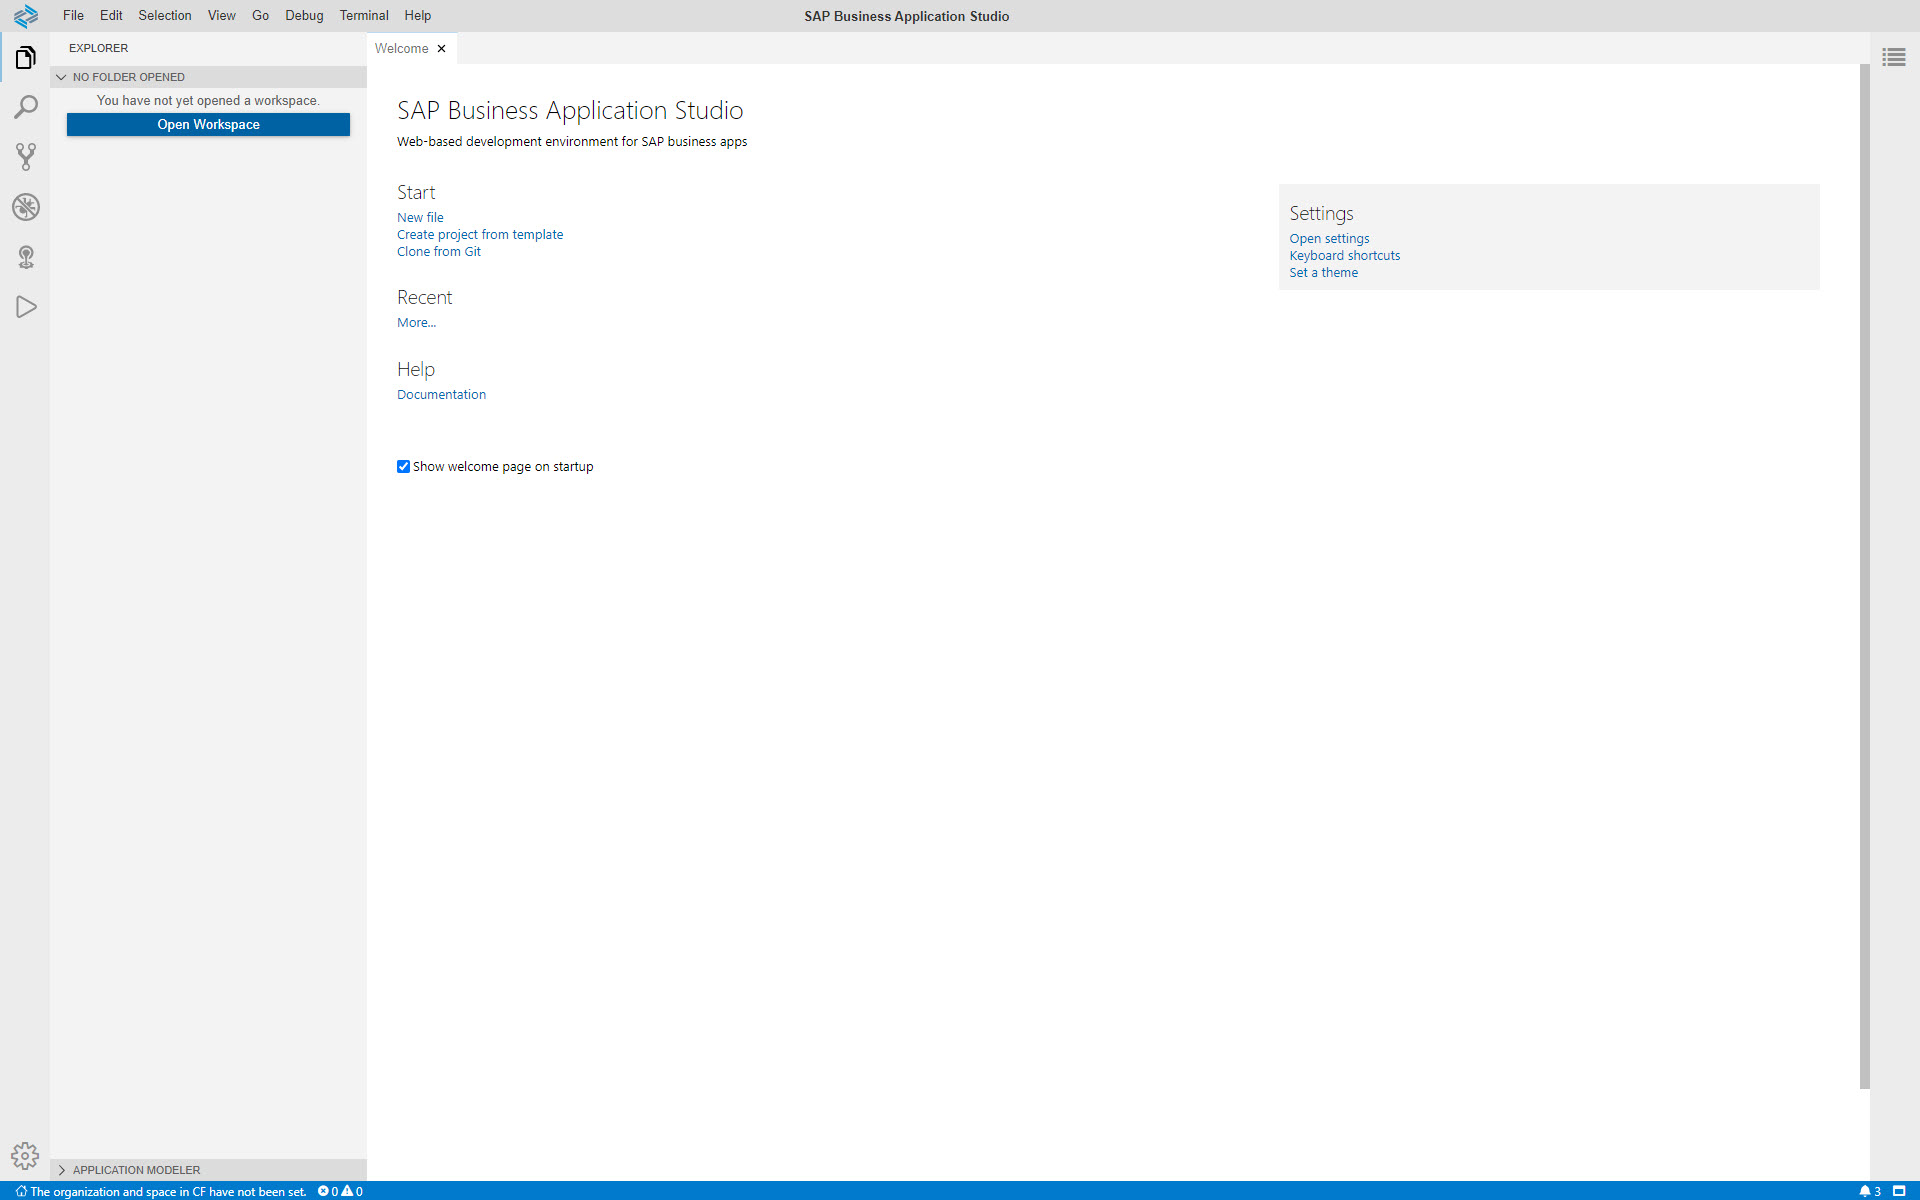 File Edit Selection View Go Debug Terminal Help
SAP Business Application Studio
EXPLORER
NO FOLDER OPENED
You have not yet opened a workspace.
Open Workspace
Welcome
SAP Business Application Studio
Web-based development environment for SAP business apps
Start
New file
Create project from template
Clone from Git
Recent
More...
Help
Documentation
Show welcome page on startup
Settings
Open settings
Keyboard shortcuts
Set a theme
APPLICATION MODELER
The organization and space in CF have not been set. 0 0
3